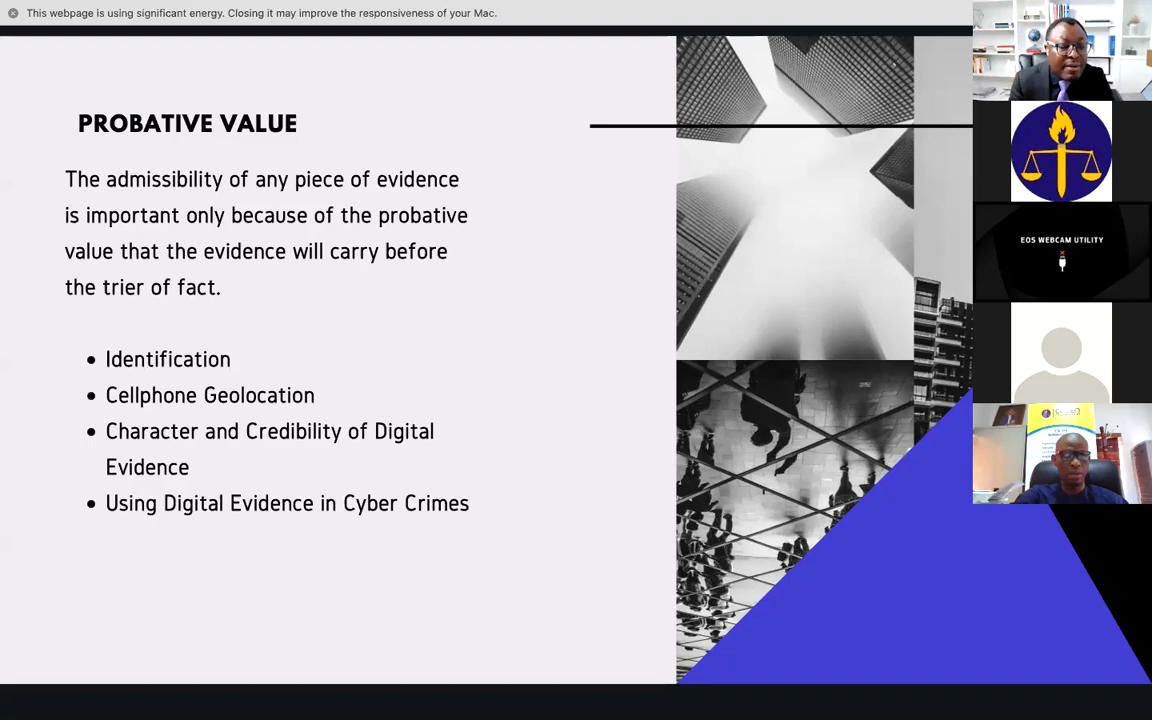 This webpage is using significant energy. Closing it may improve the responsiveness of your Mac.
PROBATIVE VALUE
The admissibility of any piece of evidence
is important only because of the probative
value that the evidence will carry before
the trier of fact.
• Identification
• Cellphone Geolocation
• Character and Credibility of Digital
Evidence
• Using Digital Evidence in Cyber Crimes
EOS WEBCAM UTILITY